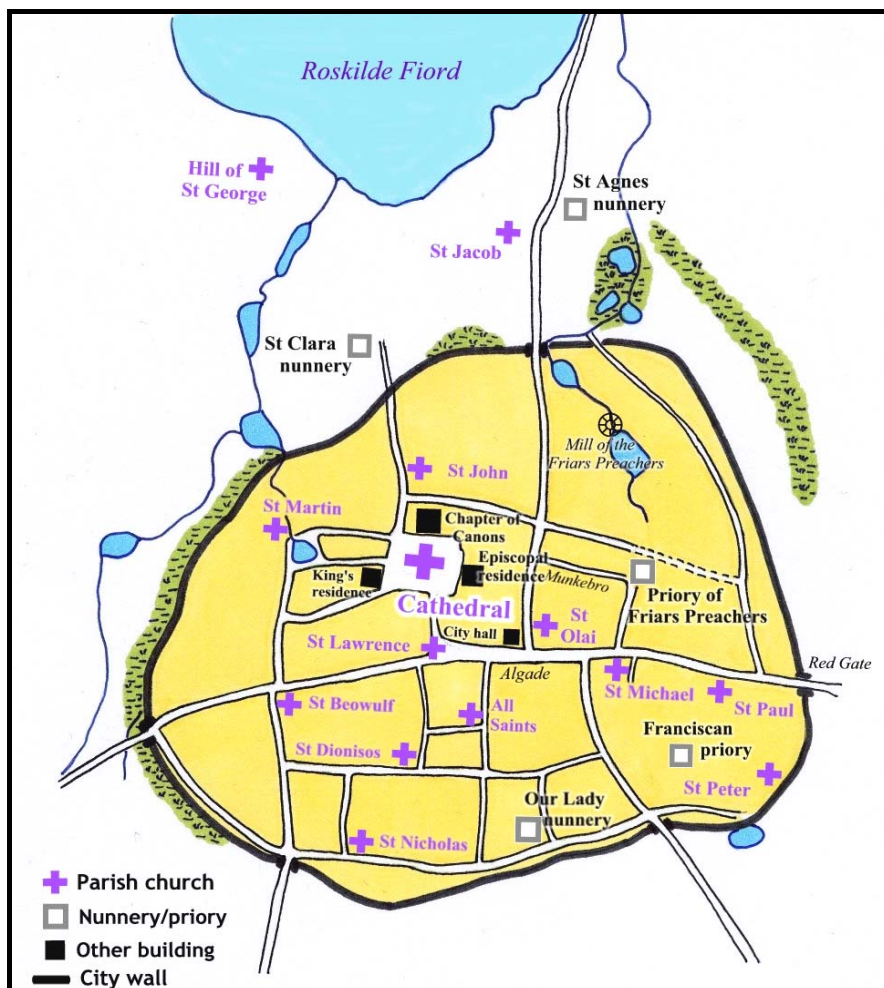 Roskilde Fiord
Hill of
St George
St Agnes
nunnery
St Jacob
St Clara
nunnery
Mill of the
Friars Preachers
St John
St Martin
Chapter of
Canons
King's
residence
Episcopal
residence
Munkebro
Cathedral
Priory of
Friars Preachers
St
Olai
City hall
St Lawrence
Algade
Red Gate
St Michael
St Paul
St Beowulf
All
Saints
St Dionisos
Franciscan
priory
St Peter
Our Lady
nunnery
St Nicholas
Parish church
Nunnery/priory
Other building
City wall